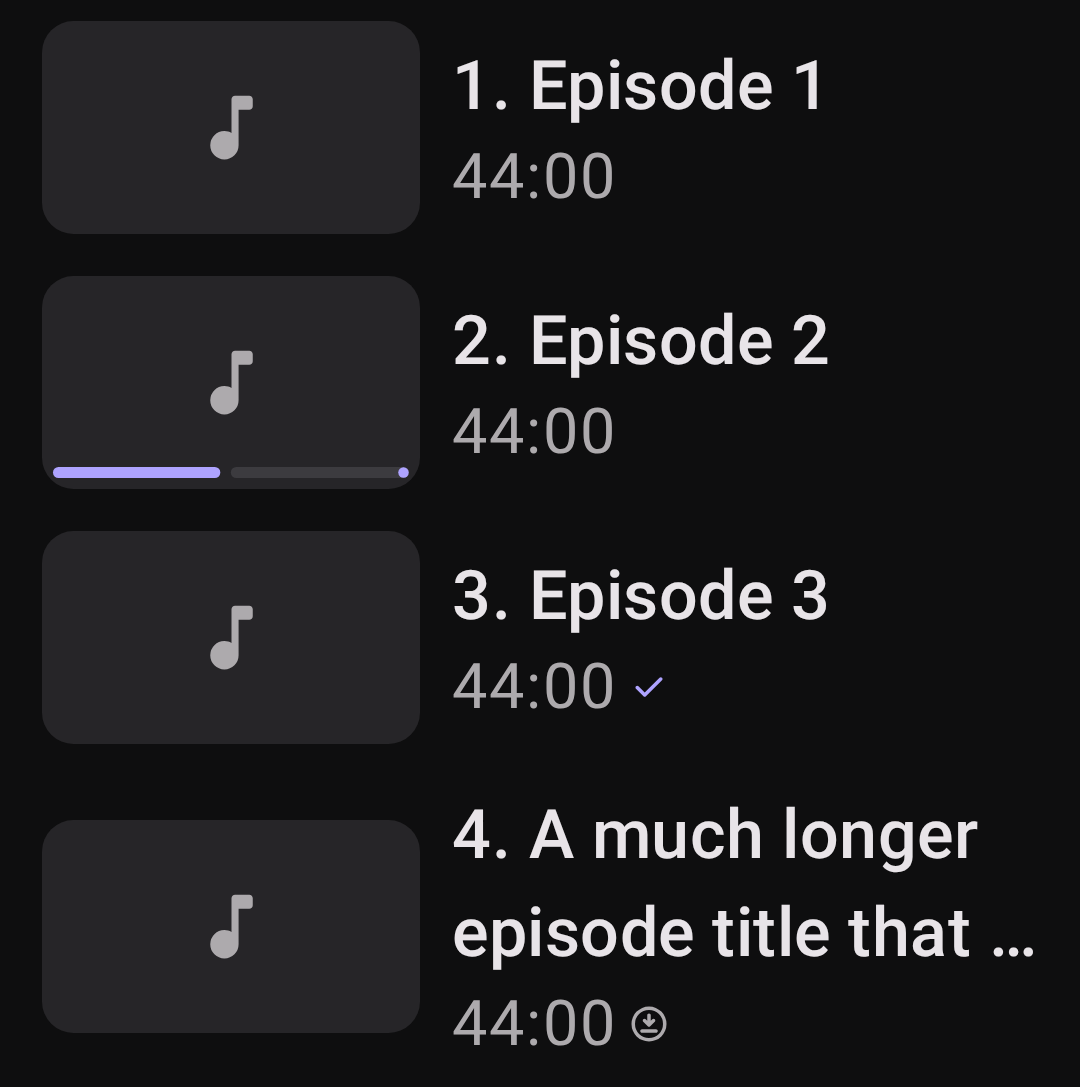 1. Episode 1
44:00
2. Episode 2
44:00
3. Episode 3
44:00
4. A much longer
episode title that ...
44:00